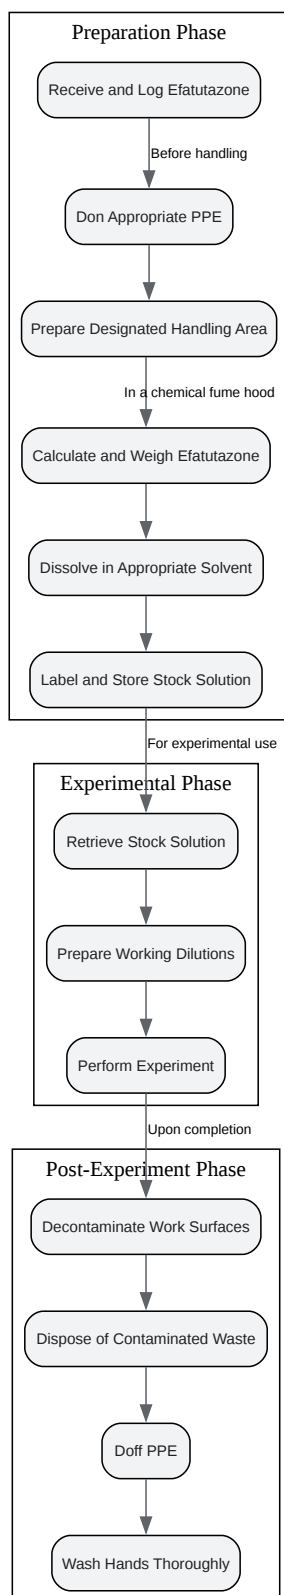 Preparation Phase
Receive and Log Efatutazone
Before handling
Don Appropriate PPE
Prepare Designated Handling Area
In a chemical fume hood
Calculate and Weigh Efatutazone
Dissolve in Appropriate Solvent
Label and Store Stock Solution
For experimental use
Experimental Phase
Retrieve Stock Solution
Prepare Working Dilutions
Perform Experiment
Upon completion
Post-Experiment Phase
Decontaminate Work Surfaces
Dispose of Contaminated Waste
Doff PPE
Wash Hands Thoroughly